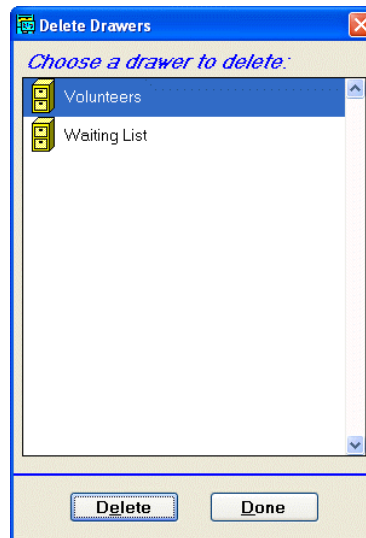 Delete Drawers
Choose a drawer to delete:
Volunteers
Waiting List
Delete
Done